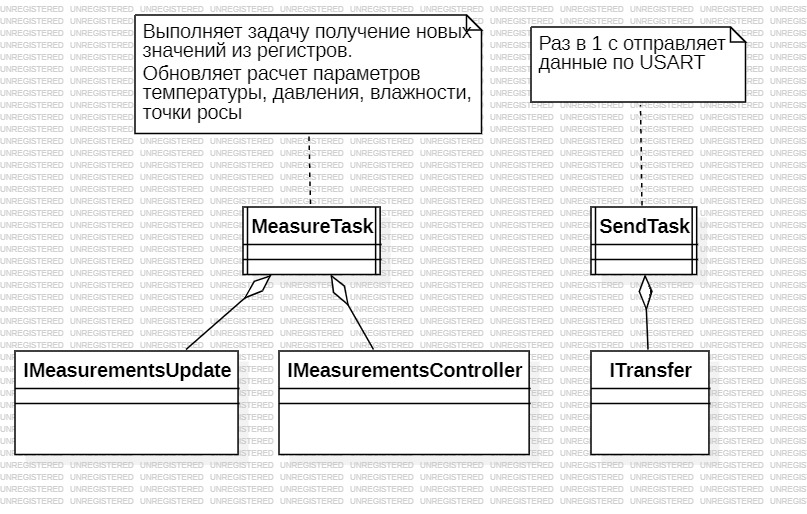 Выполняет задачу получение новых
значений из регистров.
Обновляет расчет параметров
температуры, давления, влажности,
точки росы
Раз в 1 с отправляет
данные по USART
MeasureTask
SendTask
IMeasurementsUpdate
IMeasurementsController
ITransfer
UNREGISTERED